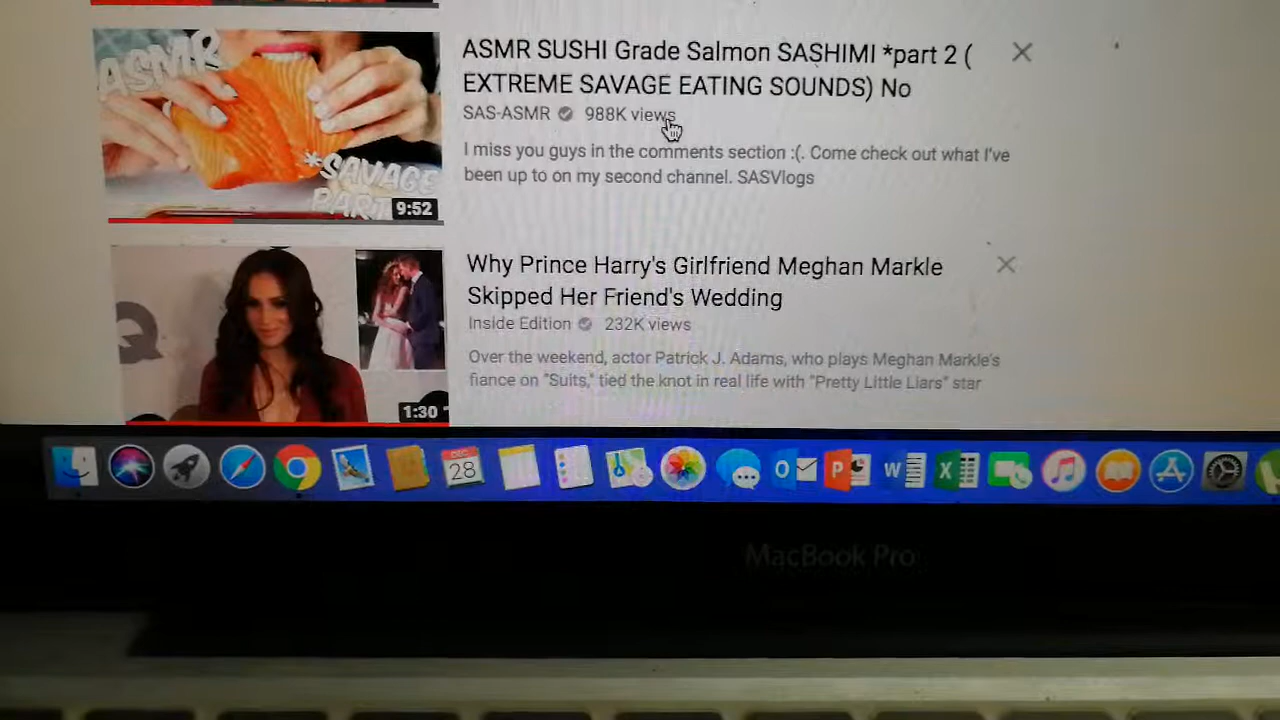 ASMR
*SAVAGE
PART
9:52
ASMR SUSHI Grade Salmon SASHIMI *part 2 (
EXTREME SAVAGE EATING SOUNDS) No
SAS-ASMR 988K views
I miss you guys in the comments section :(. Come check out what I've
been up to on my second channel. SASVlogs
Q
1:30
Why Prince Harry's Girlfriend Meghan Markle
Skipped Her Friend's Wedding
Inside Edition 232K views
Over the weekend, actor Patrick J. Adams, who plays Meghan Markle's
fiance on "Suits," tied the knot in real life with "Pretty Little Liars" star
DEC
28
O P W X
MacBook Pro